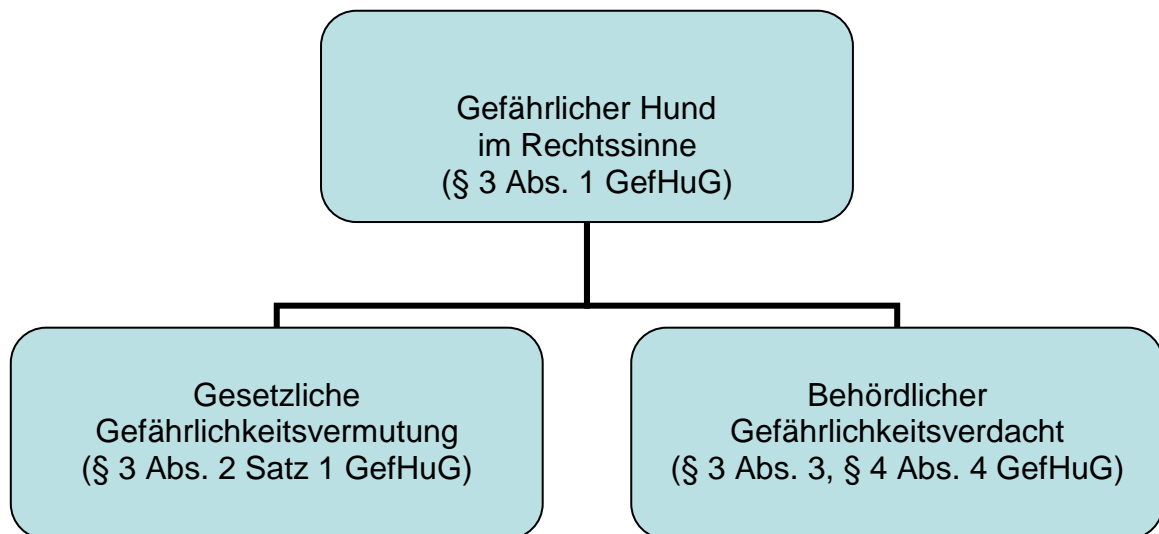 Gefährlicher Hund
im Rechtssinne
(§ 3 Abs. 1 GefHuG)
Gesetzliche
Gefährlichkeitsvermutung
(§ 3 Abs. 2 Satz 1 GefHuG)
Behördlicher
Gefährlichkeitsverdacht
(§ 3 Abs. 3, § 4 Abs. 4 GefHuG)